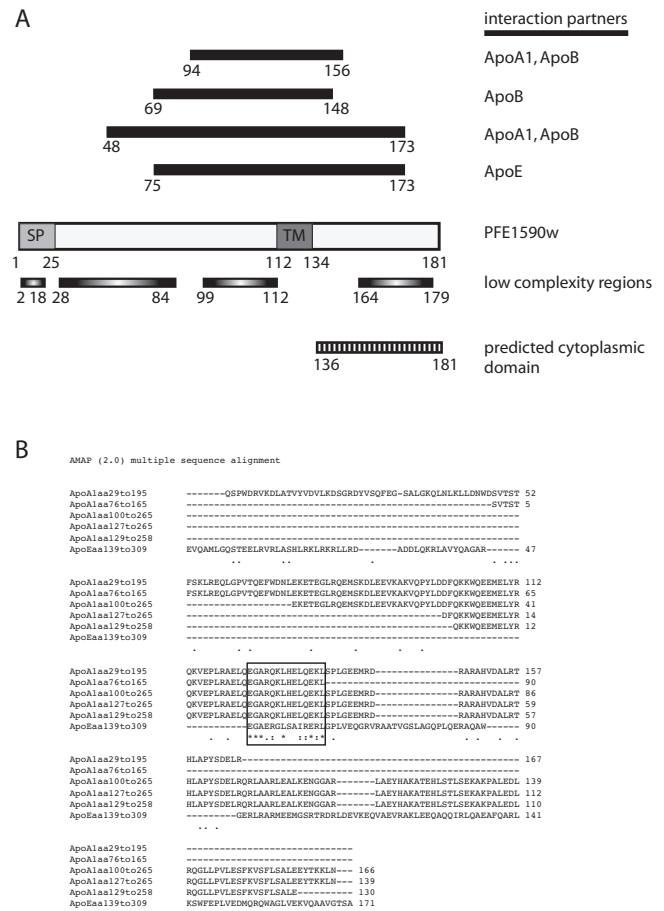 A
interaction partners
94 156
ApoA1, ApoB
69 148
ApoB
48 173
ApoA1, ApoB
75 173
ApoE
SP TM
PFE1590w
1 25 112 134 181
low complexity regions
2 18 28 84 99 112 164 179
predicted cytoplasmic
domain
136 181
B
AMAP (2.0) multiple sequence alignment
ApoA1aa29to195 -------QSPWDRVKDLATVYVDVLKDSGRDYVSQFEG-SALGKQLNLKLLDNWDSVTST 52
ApoA1aa76to165 -------------------------------------------------------SVTST 5
ApoA1aa100to265 ------------------------------------------------------------
ApoA1aa127to265 ------------------------------------------------------------
ApoA1aa129to258 ------------------------------------------------------------
ApoEaa139to309 EVQAMLGQSTEELRVRLASHLRKLRKRLLRD-------ADDLQKRLAVYQAGAR------ 47
.. . . ...
ApoA1aa29to195 FSKLREQLGPVTQEFWDNLEKETEGLRQEMSKDLEEVKAKVQPYLDDFQKKWQEEMELYR 112
ApoA1aa76to165 FSKLREQLGPVTQEFWDNLEKETEGLRQEMSKDLEEVKAKVQPYLDDFQKKWQEEMELYR 65
ApoA1aa100to265 -------------------EKETEGLRQEMSKDLEEVKAKVQPYLDDFQKKWQEEMELYR 41
ApoA1aa127to265 ----------------------------------------------DFQKKWQEEMELYR 14
ApoA1aa129to258 ------------------------------------------------QKKWQEEMELYR 12
ApoEaa139to309 ------------------------------------------------------------
. .. . . . .
ApoA1aa29to195 QKVEPLRAELQEGARQKLHELQEKLSPLGEEMRD---------------RARAHVDALRT 157
ApoA1aa76to165 QKVEPLRAELQEGARQKLHELQEKL----------------------------------- 90
ApoA1aa100to265 QKVEPLRAELQEGARQKLHELQEKLSPLGEEMRD---------------RARAHVDALRT 86
ApoA1aa127to265 QKVEPLRAELQEGARQKLHELQEKLSPLGEEMRD---------------RARAHVDALRT 59
ApoA1aa129to258 QKVEPLRAELQEGARQKLHELQEKLSPLGEEMRD---------------RARAHVDALRT 57
ApoEaa139to309 -----------EGAERGLSAIRERLGPLVEQGRVRAATVGSLAGQPLQERAQAW------ 90
. . ***.: * ::*:* . . . . .
ApoA1aa29to195 HLAPYSDELR-------------------------------------------------- 167
ApoA1aa76to165 ------------------------------------------------------------
ApoA1aa100to265 HLAPYSDELRQRLAARLEALKENGGAR-------LAEYHAKATEHLSTLSEKAKPALEDL 139
ApoA1aa127to265 HLAPYSDELRQRLAARLEALKENGGAR-------LAEYHAKATEHLSTLSEKAKPALEDL 112
ApoA1aa129to258 HLAPYSDELRQRLAARLEALKENGGAR-------LAEYHAKATEHLSTLSEKAKPALEDL 110
ApoEaa139to309 ---------GERLRARMEEMGSRTRDRLDEVKEQVAEVRAKLEEQAQQIRLQAEAFQARL 141
.. .
ApoA1aa29to195 ------------------------------
ApoA1aa76to165 ------------------------------
ApoA1aa100to265 RQGLLPVLESFKVSFLSALEEYTKKLN--- 166
ApoA1aa127to265 RQGLLPVLESFKVSFLSALEEYTKKLN--- 139
ApoA1aa129to258 RQGLLPVLESFKVSFLSALE---------- 130
ApoEaa139to309 KSWFEPLVEDMQRQWAGLVEKVQAAVGTSA 171